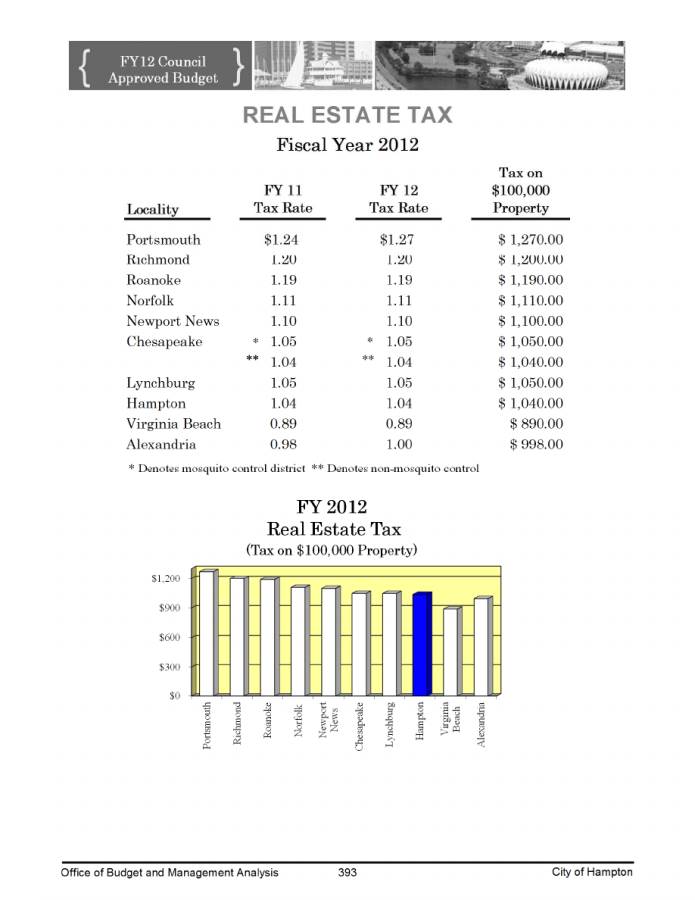 FY12 Council
Approved Budget
REAL ESTATE TAX
Fiscal Year 2012
Tax on
FY 11 FY 12 $100,000
Locality Tax Rate Tax Rate Property
Portsmouth $1.24 $1.27 $ 1,270.00
Richmond 1.20 1.20 $ 1,200.00
Roanoke 1.19 1.19 $ 1,190.00
Norfolk 1.11 1.11 $ 1,110.00
Newport News 1.10 1.10 $ 1,100.00
Chesapeake * 1.05 * 1.05 $ 1,050.00
** 1.04 ** 1.04 $ 1,040.00
Lynchburg 1.05 1.05 $ 1,050.00
Hampton 1.04 1.04 $ 1,040.00
Virginia Beach 0.89 0.89 $ 890.00
Alexandria 0.98 1.00 $ 998.00
* Denotes mosquito control district ** Denotes non-mosquito control
FY 2012
Real Estate Tax
(Tax on $100,000 Property)
$1,200
$900
$600
$300
$0
Portsmouth
Richmond
Roanoke
Norfolk
Newport
News
Chesapeake
Lynchburg
Hampton
Virginia
Beach
Alexandria
Office of Budget and Management Analysis 393 City of Hampton